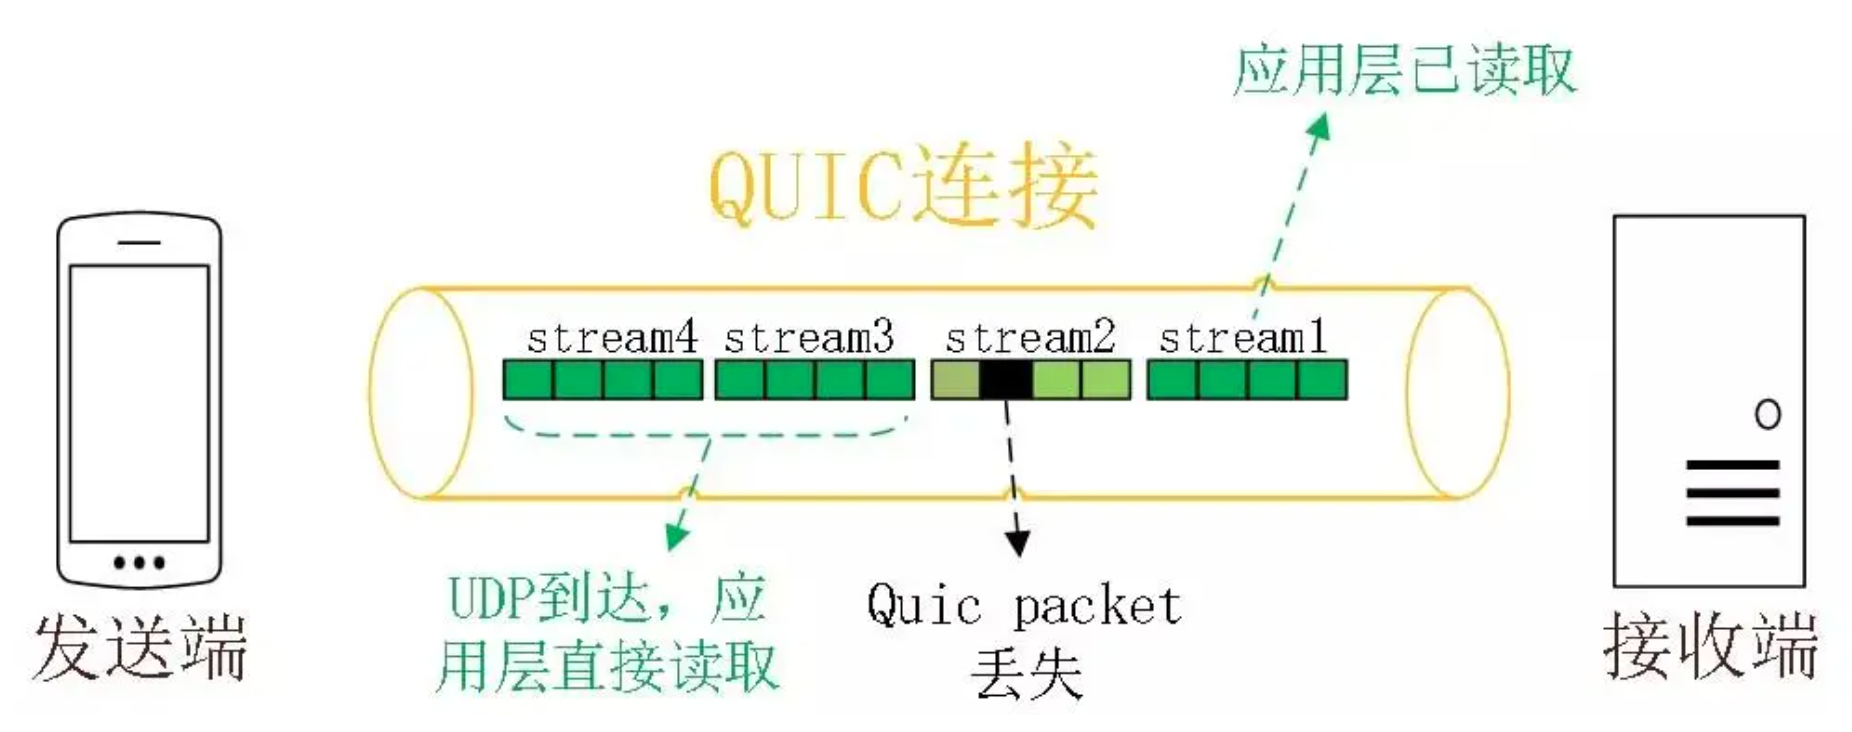 应用层已读取
QUIC连接
stream4 stream3 stream2 stream1
UDP到达，应
用层直接读取
Quic packet
丢失
发送端
接收端